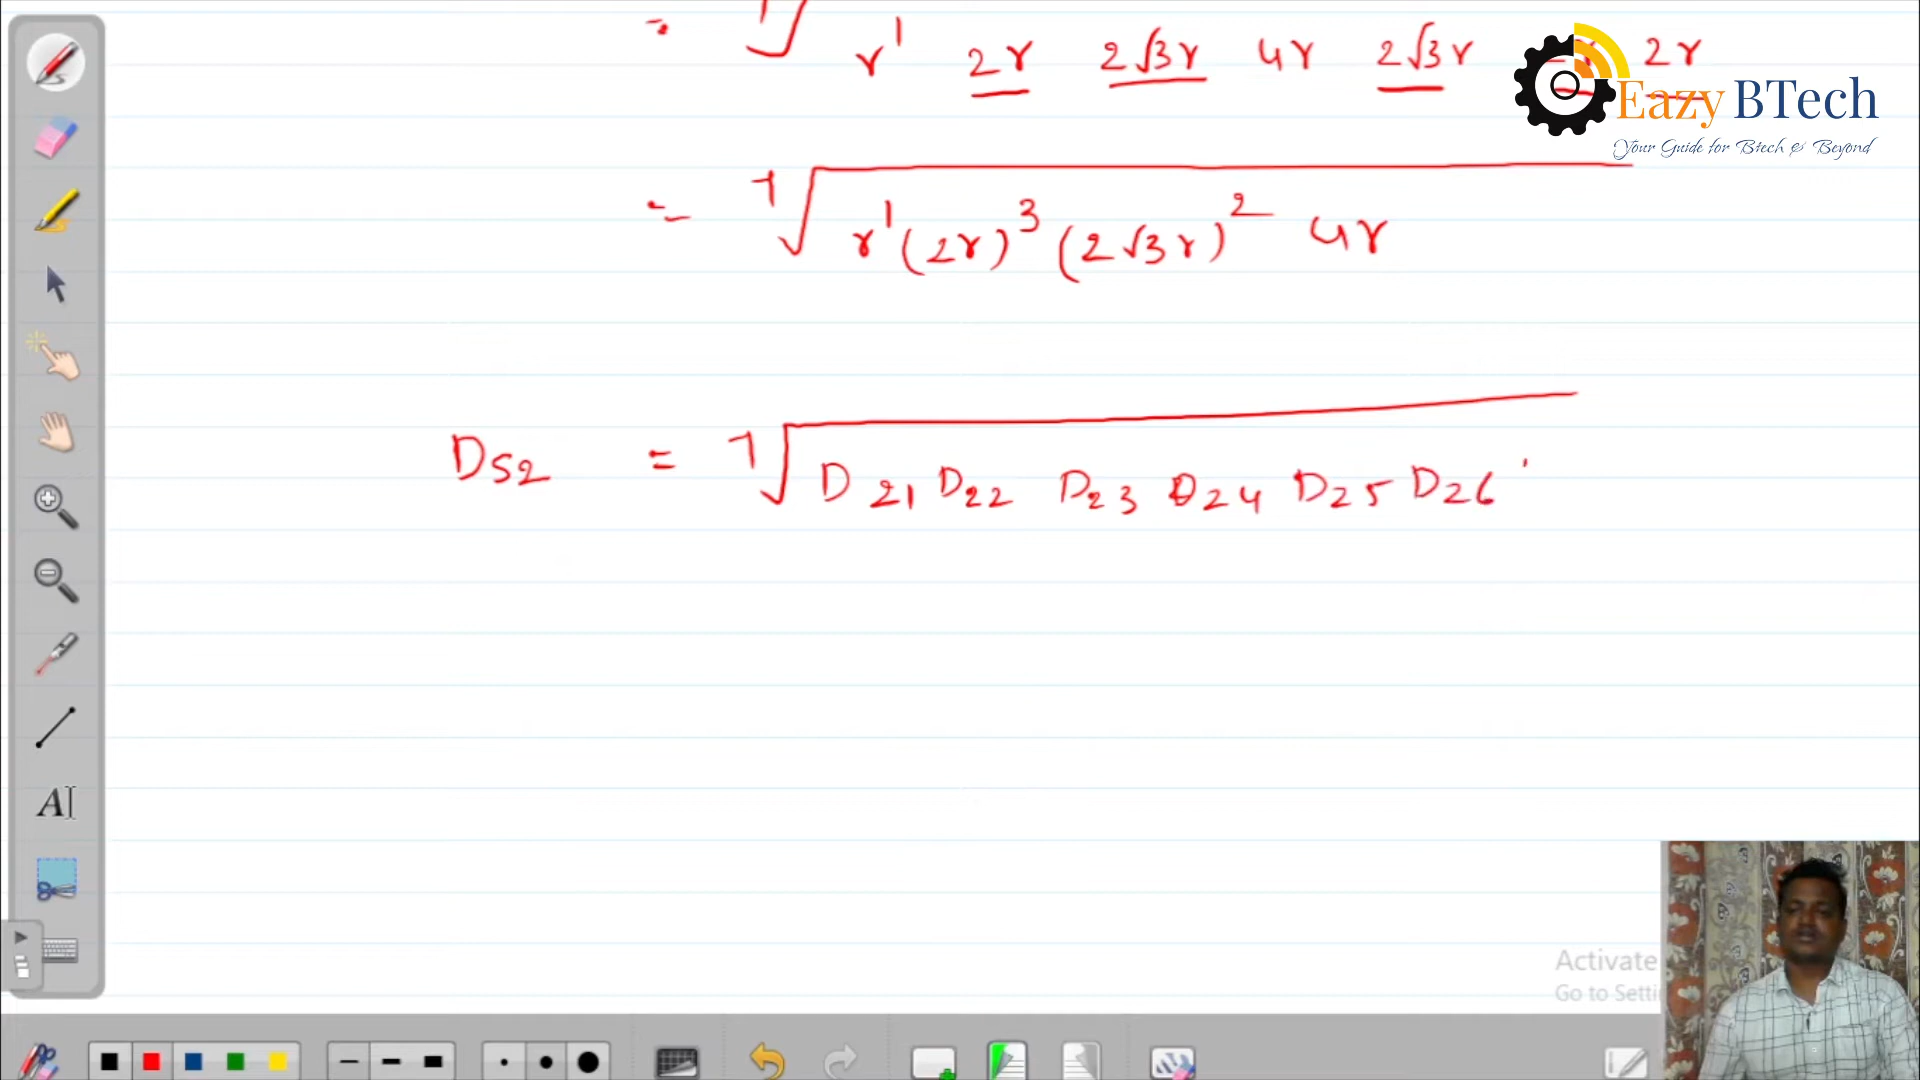 = 7√ r' 2r 2√3r 4r 2√3r 2r
Eazy BTech
Your Guide for Btech & Beyond
= 7√ r'(2r)³ (2√3r)² 4r
DS2 = 7√ D21 D22 D23 D24 D25 D26
AI
Activate
Go to Setti